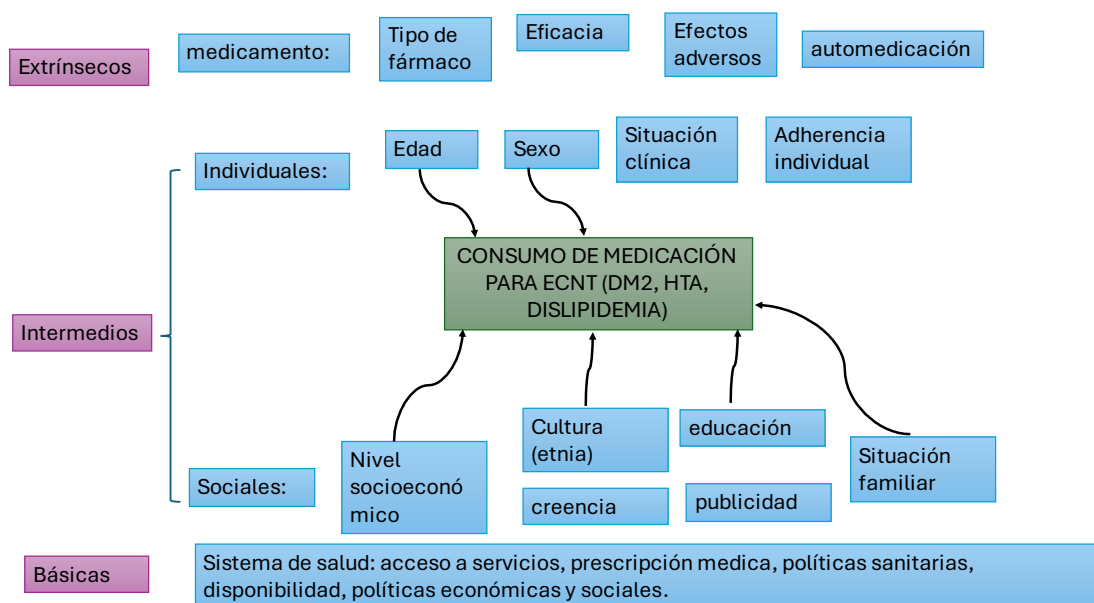 Extrínsecos
medicamento:
Tipo de
fármaco
Eficacia
Efectos
adversos
automedicación
Intermedios
Individuales:
Edad
Sexo
Situación
clínica
Adherencia
individual
CONSUMO DE MEDICACIÓN
PARA ECNT (DM2, HTA,
DISLIPIDEMIA)
Sociales:
Nivel
socioeconó
mico
Cultura
(etnia)
creencia
educación
publicidad
Situación
familiar
Básicas
Sistema de salud: acceso a servicios, prescripción medica, políticas sanitarias,
disponibilidad, políticas económicas y sociales.